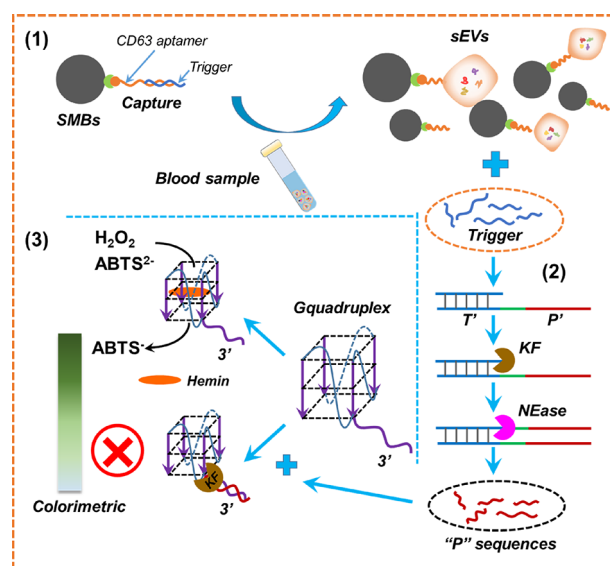 (1)
CD63 aptamer
Trigger
SMBs
Capture
sEVs
Blood sample
Trigger
(2)
T’
P’
KF
NEase
“P” sequences
(3)
H2O2
ABTS2-
ABTS-
3’
Hemin
Gquadruplex
3’
KF
3’
Colorimetric